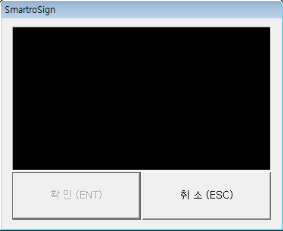 SmartroSign
확 인 (ENT)
취 소 (ESC)